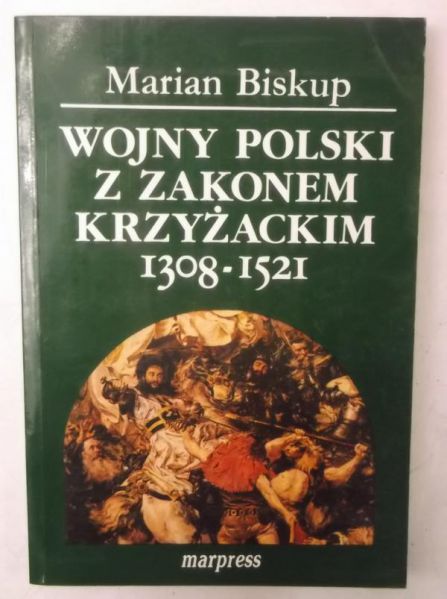 Marian Biskup
WOJNY POLSKI
Z ZAKONEM
KRZYŻACKIM
1308-1521
marpress